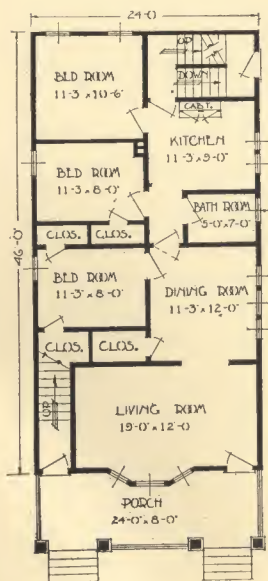 24-0
46-0
BED ROOM
11-3 x 10-6"
UP
DOWN
CAB'T.
KITCHEN
11-3" x 9-0"
BED ROOM
11-3 x 8-0"
BATH ROOM
5-0" x 7-0"
CLOS. CLOS.
BED ROOM
11-3" x 8-0"
DINING ROOM
11-3" x 12-0"
CLOS. CLOS.
UP
LIVING ROOM
19-0" x 12-0
PORCH
24-0" x 8-0"